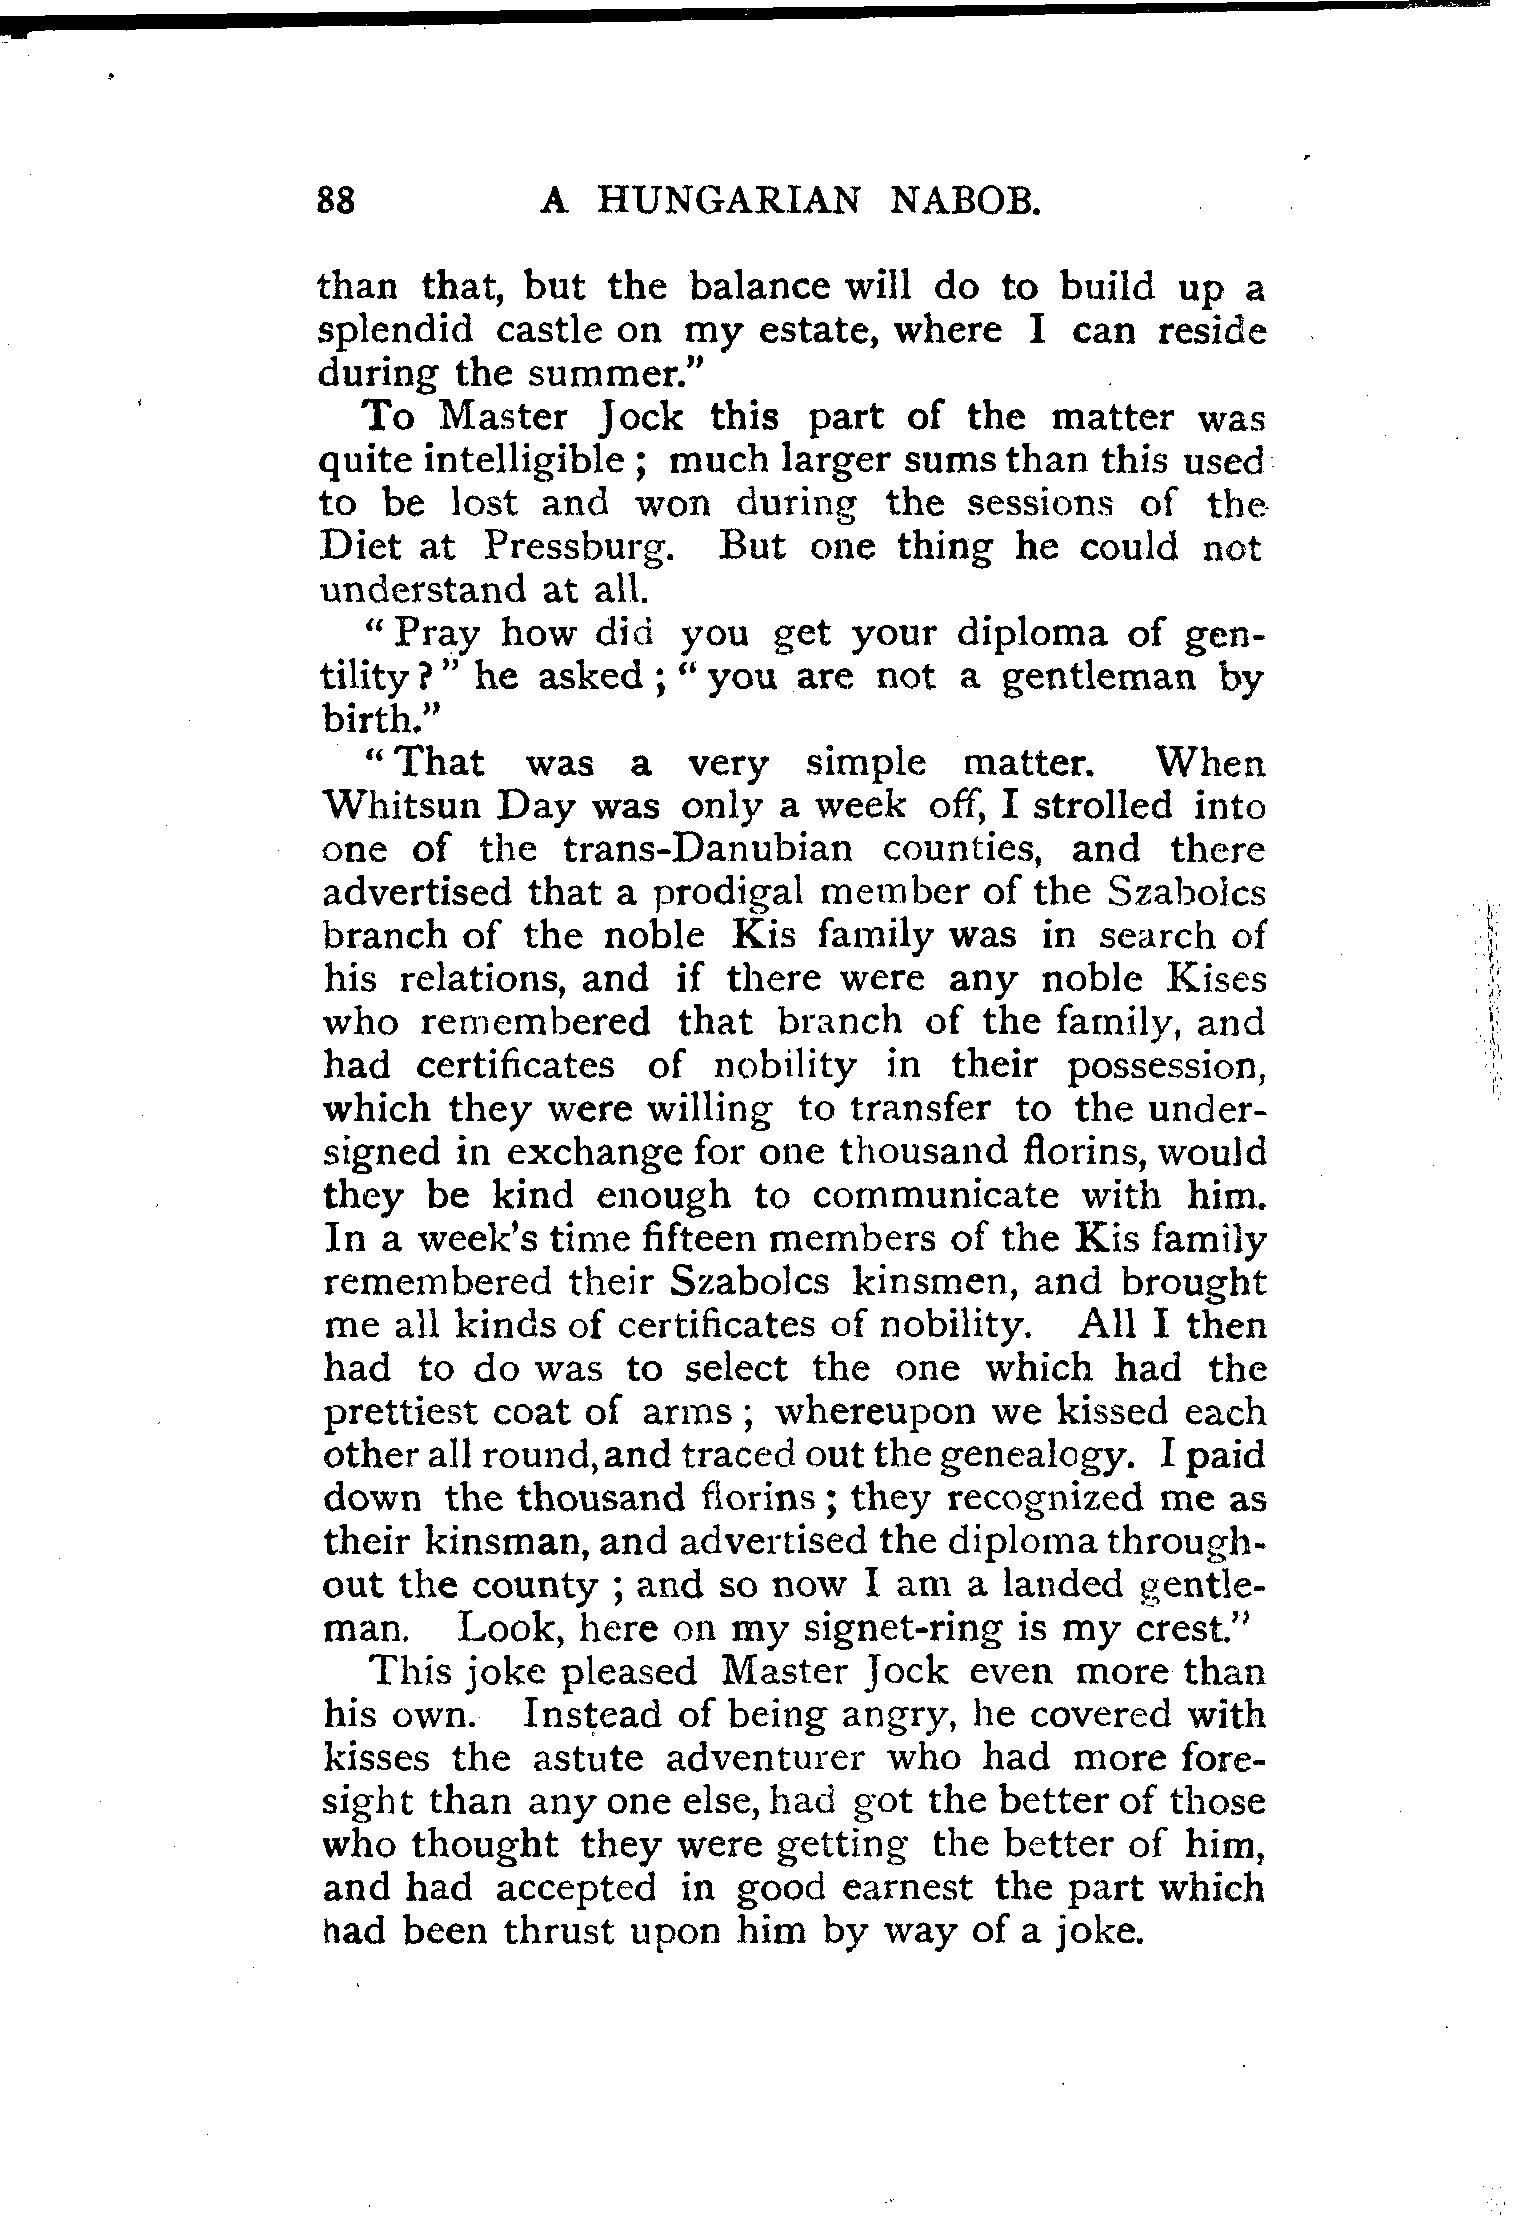 88 A HUNGARIAN NABOB.
than that, but the balance will do to build up a
splendid castle on my estate, where I can reside
during the summer.”
To Master Jock this part of the matter was
quite intelligible ; much larger sums than this used
to be lost and won during the sessions of the
Diet at Pressburg. But one thing he could not
understand at all.
“ Pray how did you get your diploma of gen-
tility ? ” he asked ; “ you are not a gentleman by
birth.”
“ That was a very simple matter. When
Whitsun Day was only a week off, I strolled into
one of the trans-Danubian counties, and there
advertised that a prodigal member of the Szabolcs
branch of the noble Kis family was in search of
his relations, and if there were any noble Kises
who remembered that branch of the family, and
had certificates of nobility in their possession,
which they were willing to transfer to the under-
signed in exchange for one thousand florins, would
they be kind enough to communicate with him.
In a week’s time fifteen members of the Kis family
remembered their Szabolcs kinsmen, and brought
me all kinds of certificates of nobility. All I then
had to do was to select the one which had the
prettiest coat of arms ; whereupon we kissed each
other all round, and traced out the genealogy. I paid
down the thousand florins ; they recognized me as
their kinsman, and advertised the diploma through-
out the county ; and so now I am a landed gentle-
man. Look, here on my signet-ring is my crest.”
This joke pleased Master Jock even more than
his own. Instead of being angry, he covered with
kisses the astute adventurer who had more fore-
sight than any one else, had got the better of those
who thought they were getting the better of him,
and had accepted in good earnest the part which
had been thrust upon him by way of a joke.